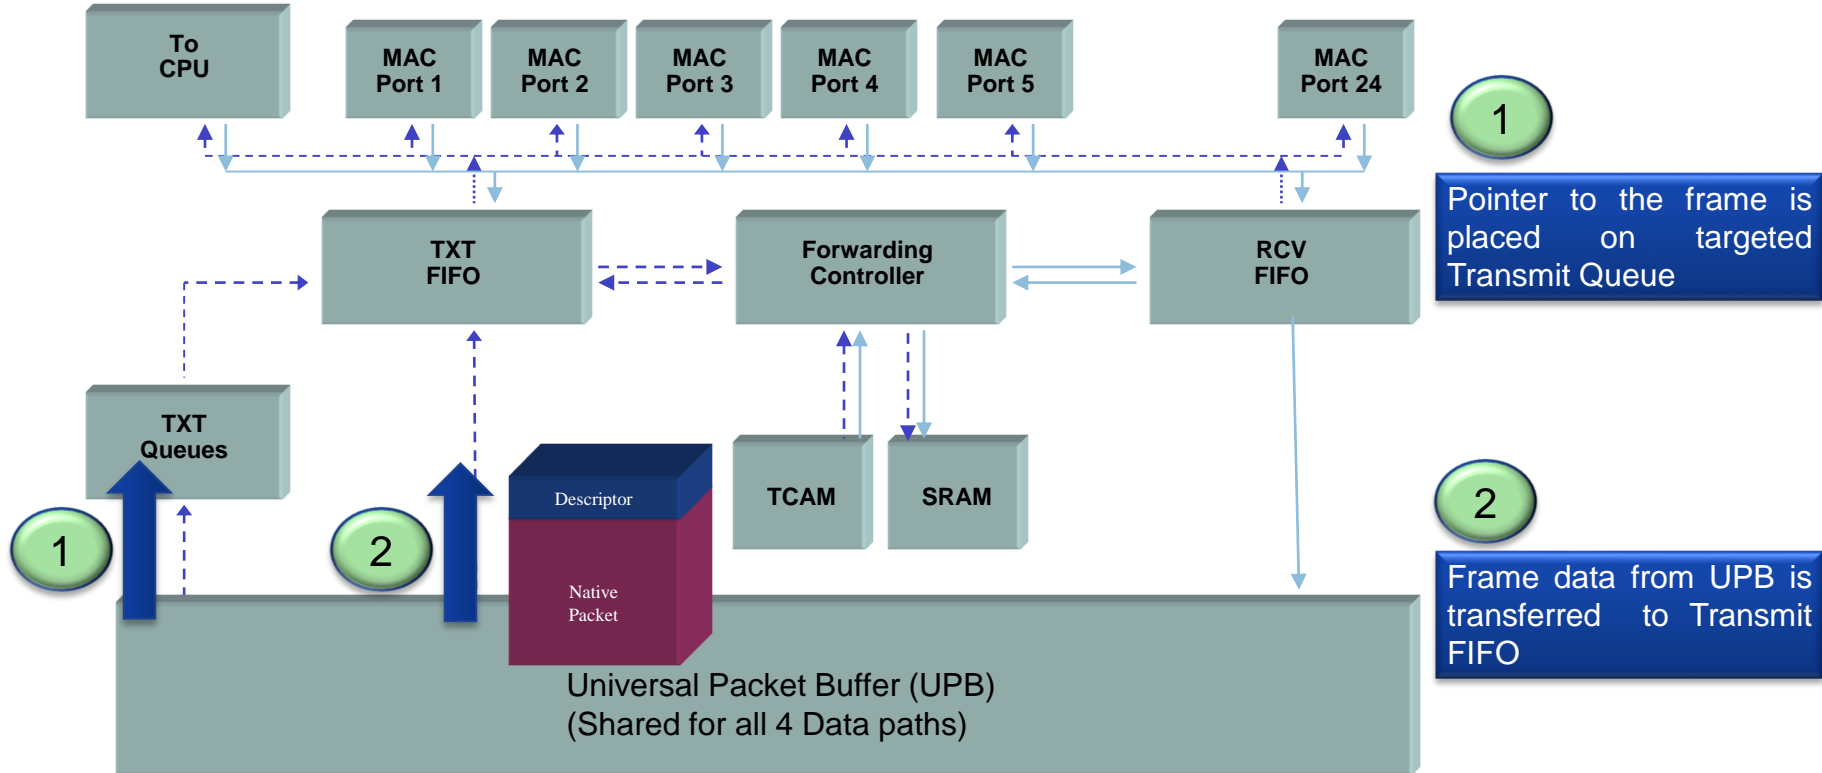 To
CPU
MAC
Port 1
MAC
Port 2
MAC
Port 3
MAC
Port 4
MAC
Port 5
MAC
Port 24
1
Pointer to the frame is
placed on targeted
Transmit Queue
TXT
FIFO
Forwarding
Controller
RCV
FIFO
TXT
Queues
TCAM
SRAM
Descriptor
Native
Packet
1
2
2
Frame data from UPB is
transferred to Transmit
FIFO
Universal Packet Buffer (UPB)
(Shared for all 4 Data paths)